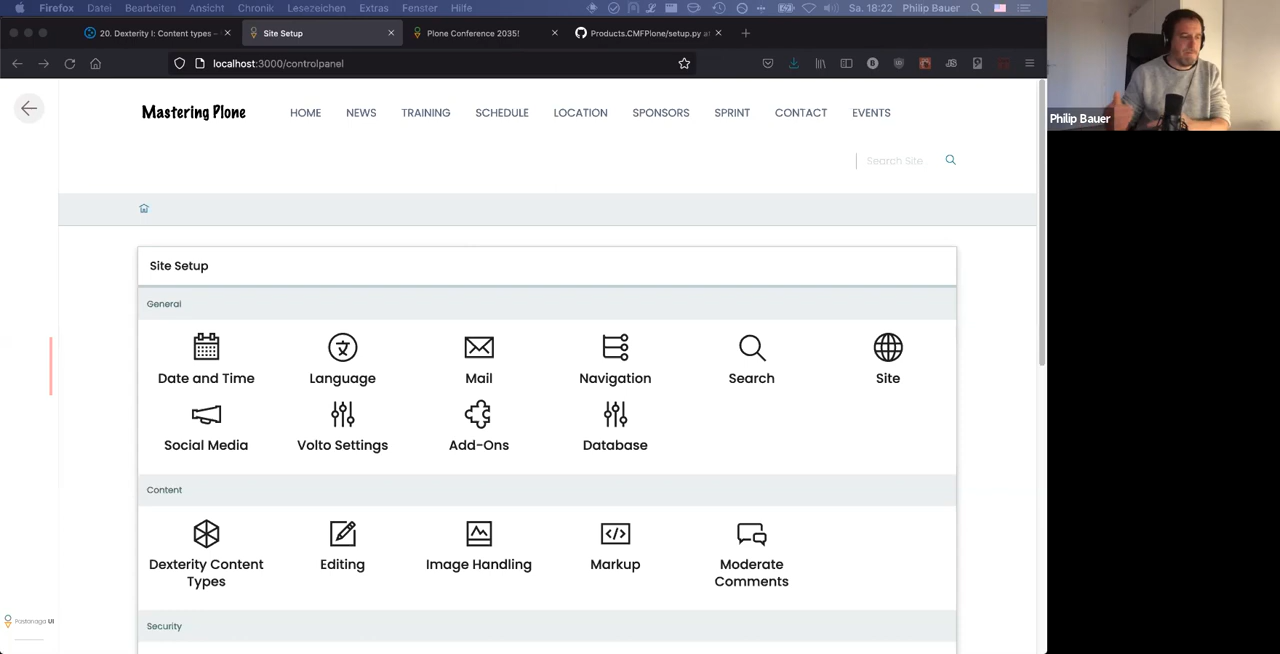 Firefox Datei Bearbeiten Ansicht Chronik Lesezeichen Extras Fenster Hilfe Sa. 18:22 Philip Bauer
20. Dexterity I: Content types – Site Setup Plone Conference 2035! Products.CMFPlone/setup.py at
localhost:3000/controlpanel
Philip Bauer
Mastering Plone HOME NEWS TRAINING SCHEDULE LOCATION SPONSORS SPRINT CONTACT EVENTS
Search Site
Site Setup
General
Date and Time Language Mail Navigation Search Site
Social Media Volto Settings Add-Ons Database
Content
Dexterity Content Types Editing Image Handling Markup Moderate Comments
Pastanaga UI
Security